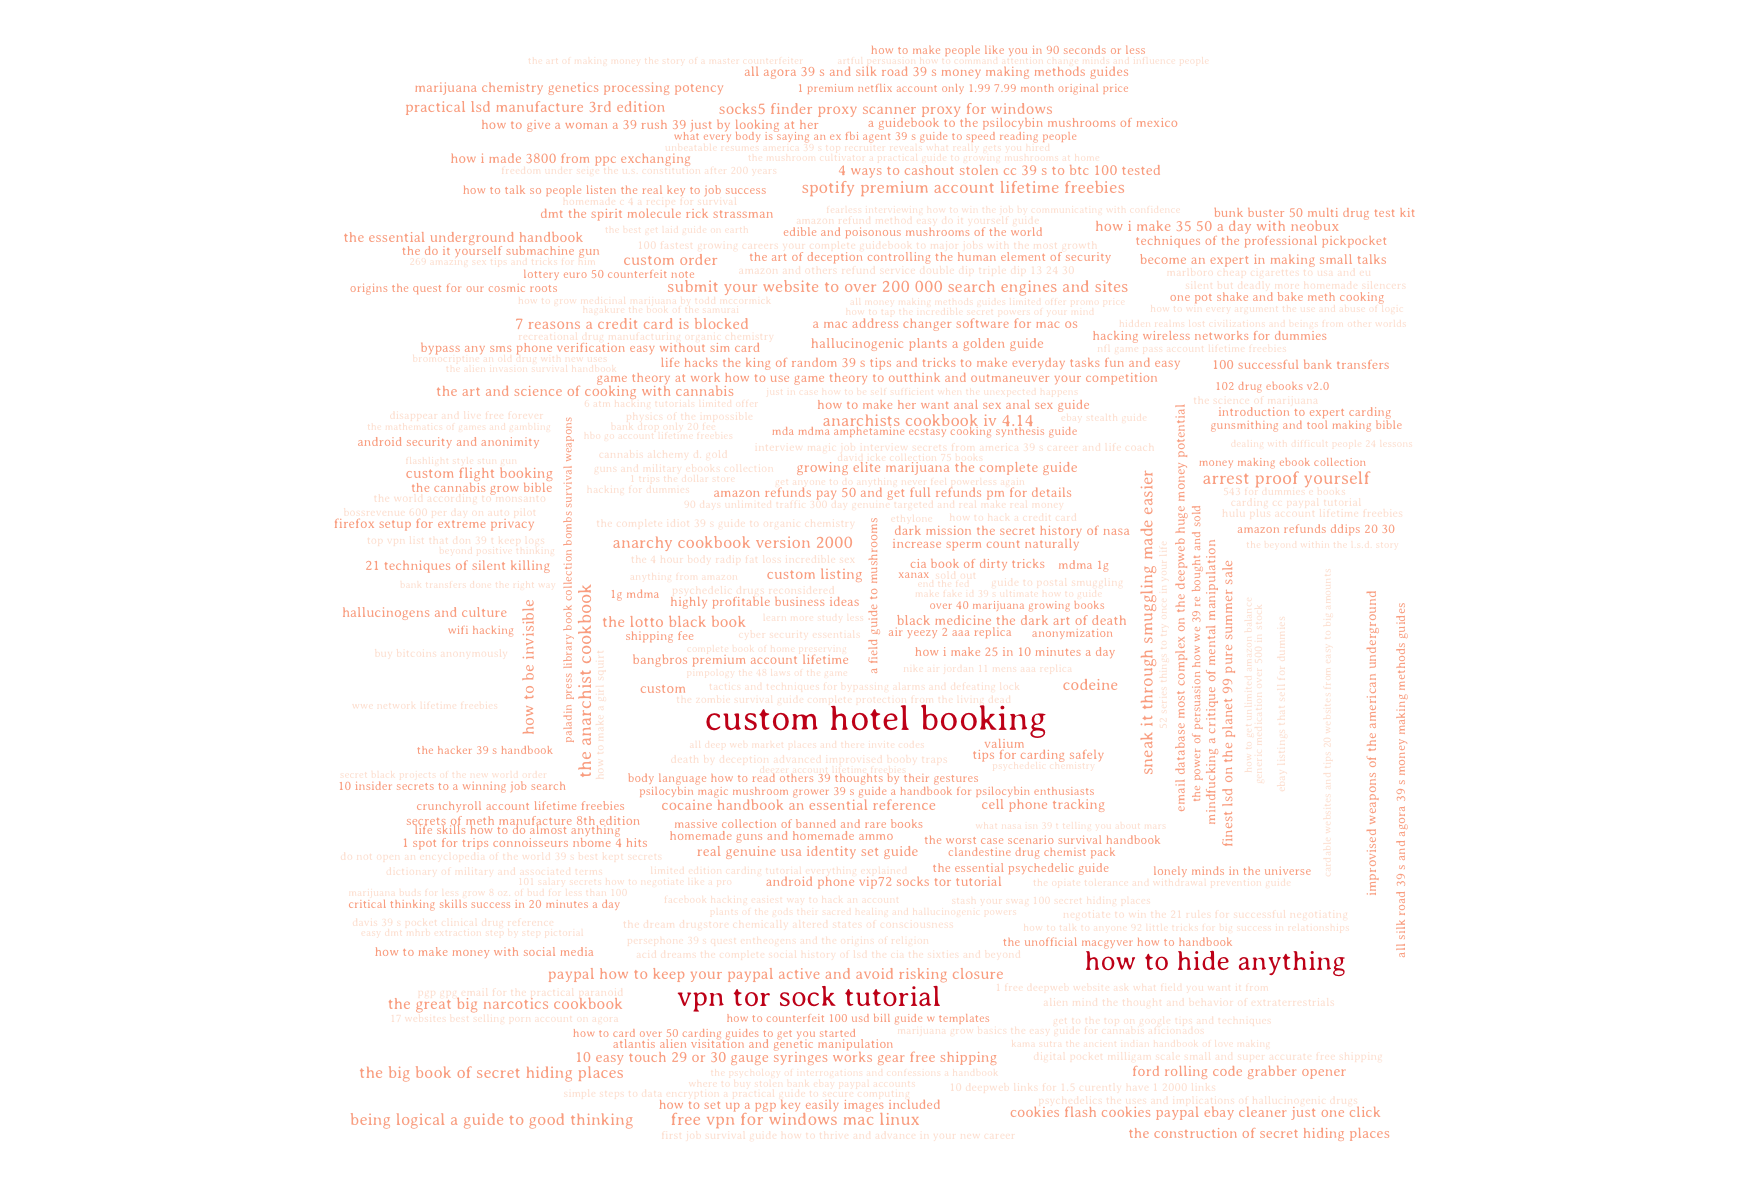 how to make people like you in 90 seconds or less
the art of making money the story of a master counterfeiter
artful persuasion how to command attention change minds and influence people
all agora 39 s and silk road 39 s money making methods guides
marijuana chemistry genetics processing potency
1 premium netflix account only 1.99 7.99 month original price
practical lsd manufacture 3rd edition
socks5 finder proxy scanner proxy for windows
how to give a woman a 39 rush 39 just by looking at her
a guidebook to the psilocybin mushrooms of mexico
what every body is saying an ex fbi agent 39 s guide to speed reading people
unbeatable resumes america 39 s top recruiter reveals what really gets you hired
how i made 3800 from ppc exchanging
the mushroom cultivator a practical guide to growing mushrooms at home
freedom under seige the u.s. constitution after 200 years
4 ways to cashout stolen cc 39 s to btc 100 tested
how to talk so people listen the real key to job success
spotify premium account lifetime freebies
homemade c 4 a recipe for survival
dmt the spirit molecule rick strassman
fearless interviewing how to win the job by communicating with confidence
bunk buster 50 multi drug test kit
amazon refund method easy do it yourself guide
the best get laid guide on earth
edible and poisonous mushrooms of the world
how i make 35 50 a day with neobux
the essential underground handbook
100 fastest growing careers your complete guidebook to major jobs with the most growth
techniques of the professional pickpocket
the do it yourself submachine gun
269 amazing sex tips and tricks for him
custom order
the art of deception controlling the human element of security
become an expert in making small talks
lottery euro 50 counterfeit note
amazon and others refund service double dip triple dip 13 24 30
marlboro cheap cigarettes to usa and eu
origins the quest for our cosmic roots
submit your website to over 200 000 search engines and sites
silent but deadly more homemade silencers
how to grow medicinal marijuana by todd mccormick
all money making methods guides limited offer promo price
one pot shake and bake meth cooking
hagakure the book of the samurai
how to tap the incredible secret powers of your mind
how to win every argument the use and abuse of logic
7 reasons a credit card is blocked
a mac address changer software for mac os
hidden realms lost civilizations and beings from other worlds
recreational drug manufacturing organic chemistry
hacking wireless networks for dummies
bypass any sms phone verification easy without sim card
hallucinogenic plants a golden guide
nfl game pass account lifetime freebies
bromocriptine an old drug with new uses
life hacks the king of random 39 s tips and tricks to make everyday tasks fun and easy
100 successful bank transfers
the alien invasion survival handbook
game theory at work how to use game theory to outthink and outmaneuver your competition
102 drug ebooks v2.0
the art and science of cooking with cannabis
just in case how to be self sufficient when the unexpected happens
the science of marijuana
6 atm hacking tutorials limited offer
how to make her want anal sex anal sex guide
introduction to expert carding
disappear and live free forever
physics of the impossible
anarchists cookbook iv 4.14
ebay stealth guide
gunsmithing and tool making bible
the mathematics of games and gambling
bank drop only 20 fee
mda mdma amphetamine ecstasy cooking synthesis guide
android security and anonimity
hbo go account lifetime freebies
dealing with difficult people 24 lessons
interview magic job interview secrets from america 39 s career and life coach
flashlight style stun gun
cannabis alchemy d. gold
david icke collection 75 books
money making ebook collection
custom flight booking
guns and military ebooks collection
growing elite marijuana the complete guide
arrest proof yourself
the cannabis grow bible
1 trips the dollar store
get anyone to do anything never feel powerless again
hacking for dummies
amazon refunds pay 50 and get full refunds pm for details
543 for dummies e books
the world according to monsanto
90 days unlimited traffic 300 day genuine targeted and real make real money
carding cc paypal tutorial
bossrevenue 600 per day on auto pilot
hulu plus account lifetime freebies
firefox setup for extreme privacy
the complete idiot 39 s guide to organic chemistry
ethylone
how to hack a credit card
dark mission the secret history of nasa
amazon refunds ddips 20 30
top vpn list that don 39 t keep logs
anarchy cookbook version 2000
increase sperm count naturally
the beyond within the l.s.d. story
beyond positive thinking
the 4 hour body radip fat loss incredible sex
21 techniques of silent killing
cia book of dirty tricks
mdma 1g
anything from amazon
custom listing
xanax
sold out
bank transfers done the right way
end the fed
guide to postal smuggling
1g mdma
psychedelic drugs reconsidered
make fake id 39 s ultimate how to guide
highly profitable business ideas
over 40 marijuana growing books
hallucinogens and culture
the lotto black book
learn more study less
black medicine the dark art of death
wifi hacking
shipping fee
cyber security essentials
air yeezy 2 aaa replica
anonymization
buy bitcoins anonymously
complete book of home preserving
how i make 25 in 10 minutes a day
bangbros premium account lifetime
nike air jordan 11 mens aaa replica
pimpology the 48 laws of the game
custom
tactics and techniques for bypassing alarms and defeating lock
codeine
the zombie survival guide complete protection from the living dead
wwe network lifetime freebies
custom hotel booking
how to be invisible
paladin press library book collection bombs survival weapons
the anarchist cookbook
how to make a girl squirt
a field guide to mushrooms
sneak it through smuggling made easier
52 series things to try once in your life
email database most complex on the deepweb huge money potential
the power of persuasion how we 39 re bought and sold
mindfucking a critique of mental manipulation
finest lsd on the planet 99 pure summer sale
how to get unlimited amazon balance
generic medication over 500 in stock
ebay listings that sell for dummies
cardable websites and tips 20 websites from easy to big amounts
improvised weapons of the american underground
all silk road 39 s and agora 39 s money making methods guides
the hacker 39 s handbook
all deep web market places and there invite codes
valium
death by deception advanced improvised booby traps
tips for carding safely
deezer account lifetime freebies
psychedelic chemistry
secret black projects of the new world order
body language how to read others 39 thoughts by their gestures
10 insider secrets to a winning job search
psilocybin magic mushroom grower 39 s guide a handbook for psilocybin enthusiasts
crunchyroll account lifetime freebies
cocaine handbook an essential reference
cell phone tracking
secrets of meth manufacture 8th edition
massive collection of banned and rare books
what nasa isn 39 t telling you about mars
life skills how to do almost anything
homemade guns and homemade ammo
1 spot for trips connoisseurs nbome 4 hits
the worst case scenario survival handbook
do not open an encyclopedia of the world 39 s best kept secrets
real genuine usa identity set guide
clandestine drug chemist pack
dictionary of military and associated terms
limited edition carding tutorial everything explained
the essential psychedelic guide
lonely minds in the universe
101 salary secrets how to negotiate like a pro
android phone vip72 socks tor tutorial
the opiate tolerance and withdrawal prevention guide
marijuana buds for less grow 8 oz. of bud for less than 100
critical thinking skills success in 20 minutes a day
facebook hacking easiest way to hack an account
stash your swag 100 secret hiding places
plants of the gods their sacred healing and hallucinogenic powers
negotiate to win the 21 rules for successful negotiating
davis 39 s pocket clinical drug reference
the dream drugstore chemically altered states of consciousness
how to talk to anyone 92 little tricks for big success in relationships
easy dmt mhrb extraction step by step pictorial
persephone 39 s quest entheogens and the origins of religion
the unofficial macgyver how to handbook
how to make money with social media
acid dreams the complete social history of lsd the cia the sixties and beyond
how to hide anything
paypal how to keep your paypal active and avoid risking closure
1 free deepweb website ask what field you want it from
pgp gpg email for the practical paranoid
vpn tor sock tutorial
alien mind the thought and behavior of extraterrestrials
the great big narcotics cookbook
17 websites best selling porn account on agora
how to counterfeit 100 usd bill guide w templates
get to the top on google tips and techniques
how to card over 50 carding guides to get you started
marijuana grow basics the easy guide for cannabis aficionados
atlantis alien visitation and genetic manipulation
kama sutra the ancient indian handbook of love making
10 easy touch 29 or 30 gauge syringes works gear free shipping
digital pocket milligam scale small and super accurate free shipping
the big book of secret hiding places
the psychology of interrogations and confessions a handbook
ford rolling code grabber opener
where to buy stolen bank ebay paypal accounts
10 deepweb links for 1.5 curently have 1 2000 links
simple steps to data encryption a practical guide to secure computing
psychedelics the uses and implications of hallucinogenic drugs
how to set up a pgp key easily images included
cookies flash cookies paypal ebay cleaner just one click
being logical a guide to good thinking
free vpn for windows mac linux
first job survival guide how to thrive and advance in your new career
the construction of secret hiding places